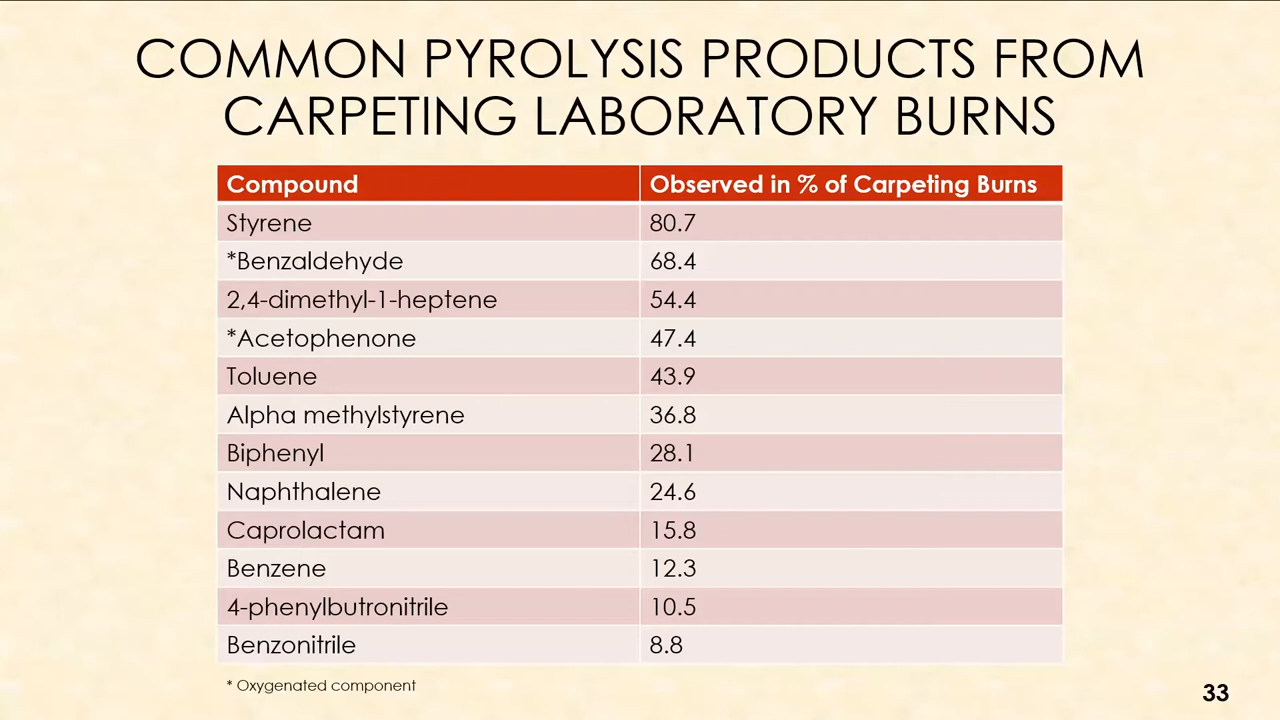 COMMON PYROLYSIS PRODUCTS FROM
CARPETING LABORATORY BURNS
Compound Observed in % of Carpeting Burns
Styrene 80.7
*Benzaldehyde 68.4
2,4-dimethyl-1-heptene 54.4
*Acetophenone 47.4
Toluene 43.9
Alpha methylstyrene 36.8
Biphenyl 28.1
Naphthalene 24.6
Caprolactam 15.8
Benzene 12.3
4-phenylbutronitrile 10.5
Benzonitrile 8.8
* Oxygenated component
33